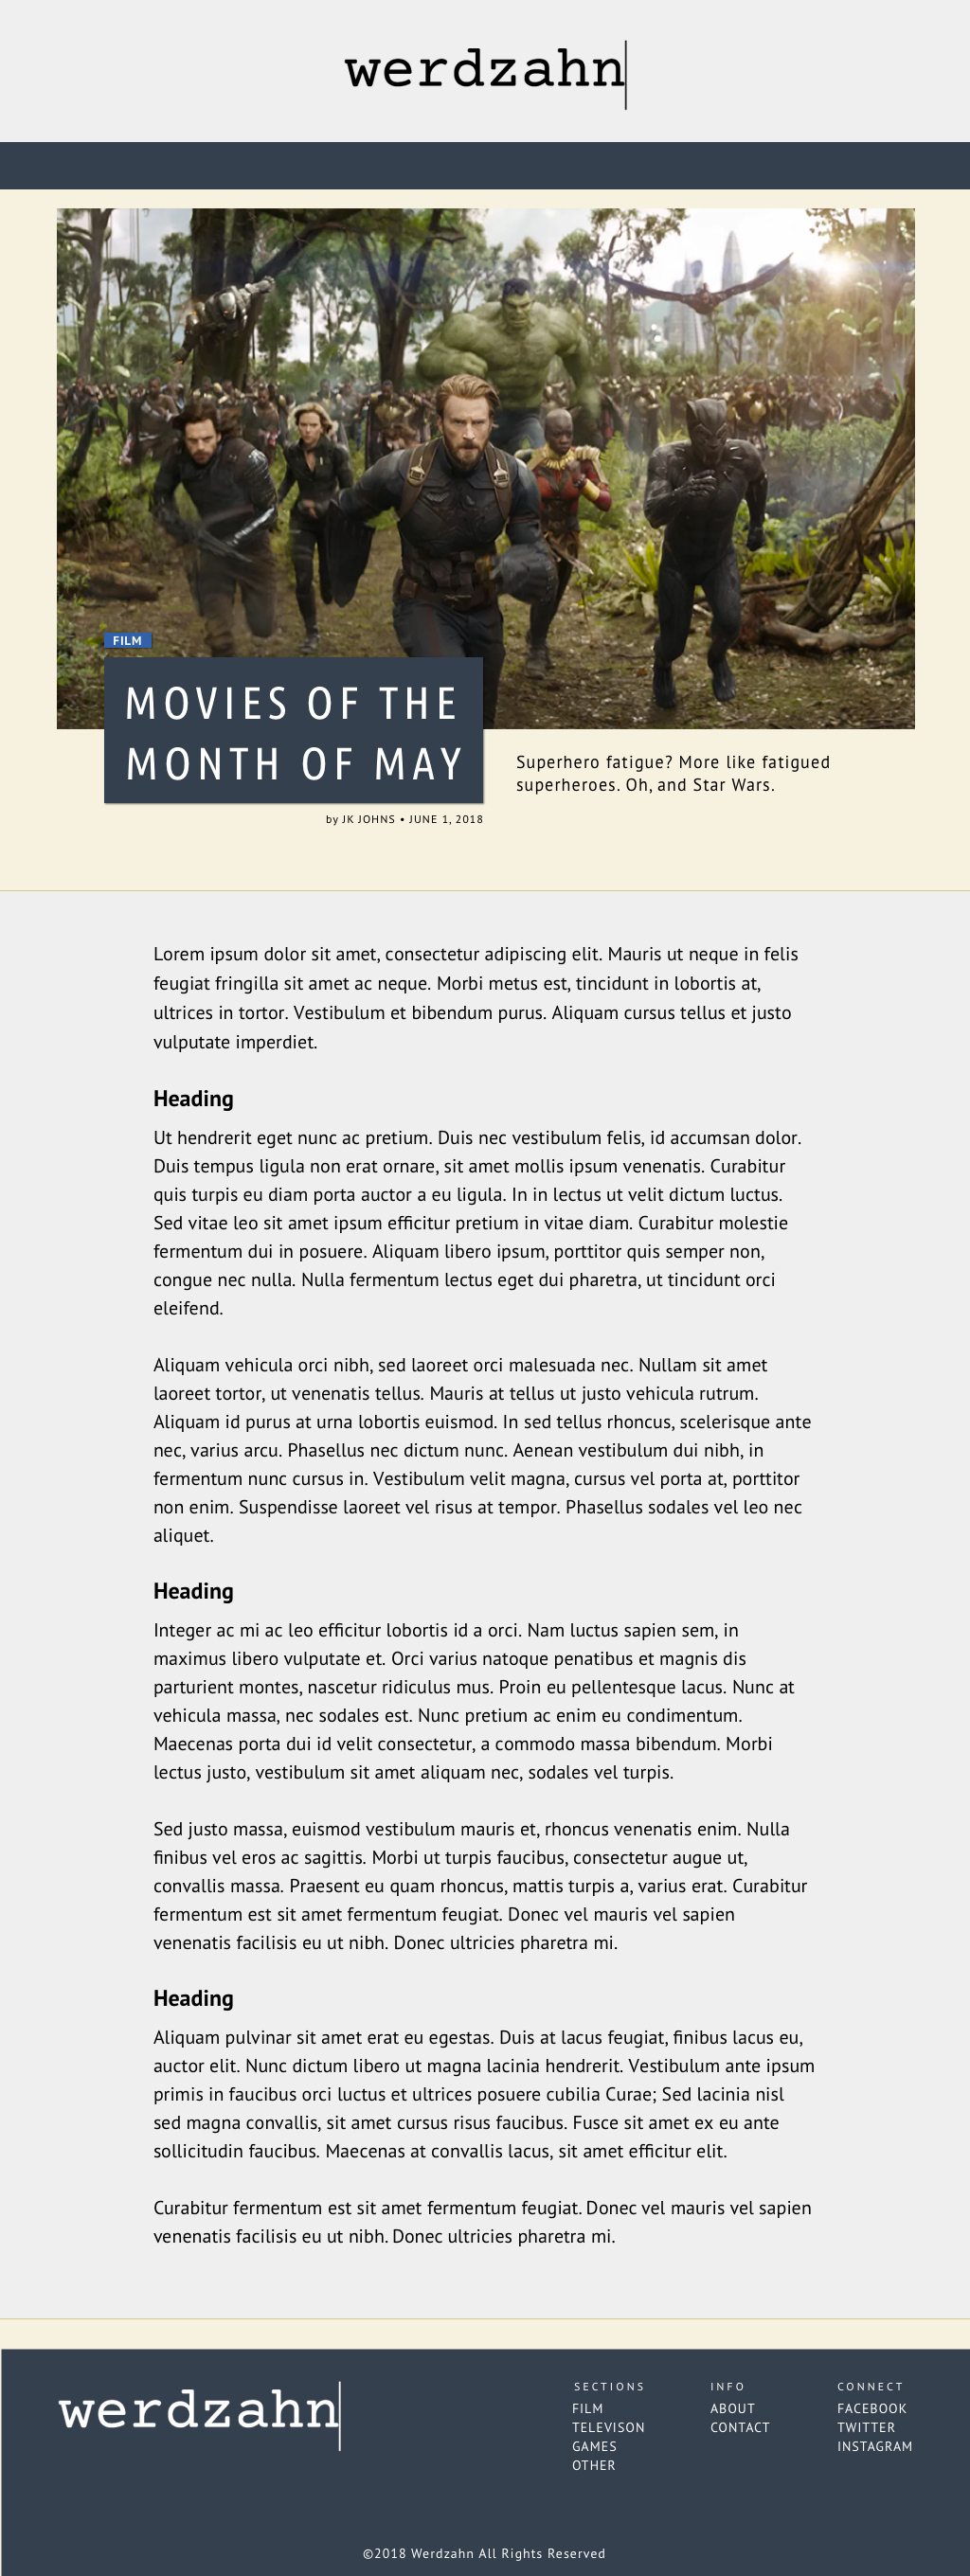 werdzahn
FILM
MOVIES OF THE
MONTH OF MAY
Superhero fatigue? More like fatigued
superheroes. Oh, and Star Wars.
by JK JOHNS • JUNE 1, 2018
Lorem ipsum dolor sit amet, consectetur adipiscing elit. Mauris ut neque in felis
feugiat fringilla sit amet ac neque. Morbi metus est, tincidunt in lobortis at,
ultrices in tortor. Vestibulum et bibendum purus. Aliquam cursus tellus et justo
vulputate imperdiet.
Heading
Ut hendrerit eget nunc ac pretium. Duis nec vestibulum felis, id accumsan dolor.
Duis tempus ligula non erat ornare, sit amet mollis ipsum venenatis. Curabitur
quis turpis eu diam porta auctor a eu ligula. In in lectus ut velit dictum luctus.
Sed vitae leo sit amet ipsum efficitur pretium in vitae diam. Curabitur molestie
fermentum dui in posuere. Aliquam libero ipsum, porttitor quis semper non,
congue nec nulla. Nulla fermentum lectus eget dui pharetra, ut tincidunt orci
eleifend.
Aliquam vehicula orci nibh, sed laoreet orci malesuada nec. Nullam sit amet
laoreet tortor, ut venenatis tellus. Mauris at tellus ut justo vehicula rutrum.
Aliquam id purus at urna lobortis euismod. In sed tellus rhoncus, scelerisque ante
nec, varius arcu. Phasellus nec dictum nunc. Aenean vestibulum dui nibh, in
fermentum nunc cursus in. Vestibulum velit magna, cursus vel porta at, porttitor
non enim. Suspendisse laoreet vel risus at tempor. Phasellus sodales vel leo nec
aliquet.
Heading
Integer ac mi ac leo efficitur lobortis id a orci. Nam luctus sapien sem, in
maximus libero vulputate et. Orci varius natoque penatibus et magnis dis
parturient montes, nascetur ridiculus mus. Proin eu pellentesque lacus. Nunc at
vehicula massa, nec sodales est. Nunc pretium ac enim eu condimentum.
Maecenas porta dui id velit consectetur, a commodo massa bibendum. Morbi
lectus justo, vestibulum sit amet aliquam nec, sodales vel turpis.
Sed justo massa, euismod vestibulum mauris et, rhoncus venenatis enim. Nulla
finibus vel eros ac sagittis. Morbi ut turpis faucibus, consectetur augue ut,
convallis massa. Praesent eu quam rhoncus, mattis turpis a, varius erat. Curabitur
fermentum est sit amet fermentum feugiat. Donec vel mauris vel sapien
venenatis facilisis eu ut nibh. Donec ultricies pharetra mi.
Heading
Aliquam pulvinar sit amet erat eu egestas. Duis at lacus feugiat, finibus lacus eu,
auctor elit. Nunc dictum libero ut magna lacinia hendrerit. Vestibulum ante ipsum
primis in faucibus orci luctus et ultrices posuere cubilia Curae; Sed lacinia nisl
sed magna convallis, sit amet cursus risus faucibus. Fusce sit amet ex eu ante
sollicitudin faucibus. Maecenas at convallis lacus, sit amet efficitur elit.
Curabitur fermentum est sit amet fermentum feugiat. Donec vel mauris vel sapien
venenatis facilisis eu ut nibh. Donec ultricies pharetra mi.
werdzahn
SECTIONS
FILM
TELEVISON
GAMES
OTHER
INFO
ABOUT
CONTACT
CONNECT
FACEBOOK
TWITTER
INSTAGRAM
©2018 Werdzahn All Rights Reserved